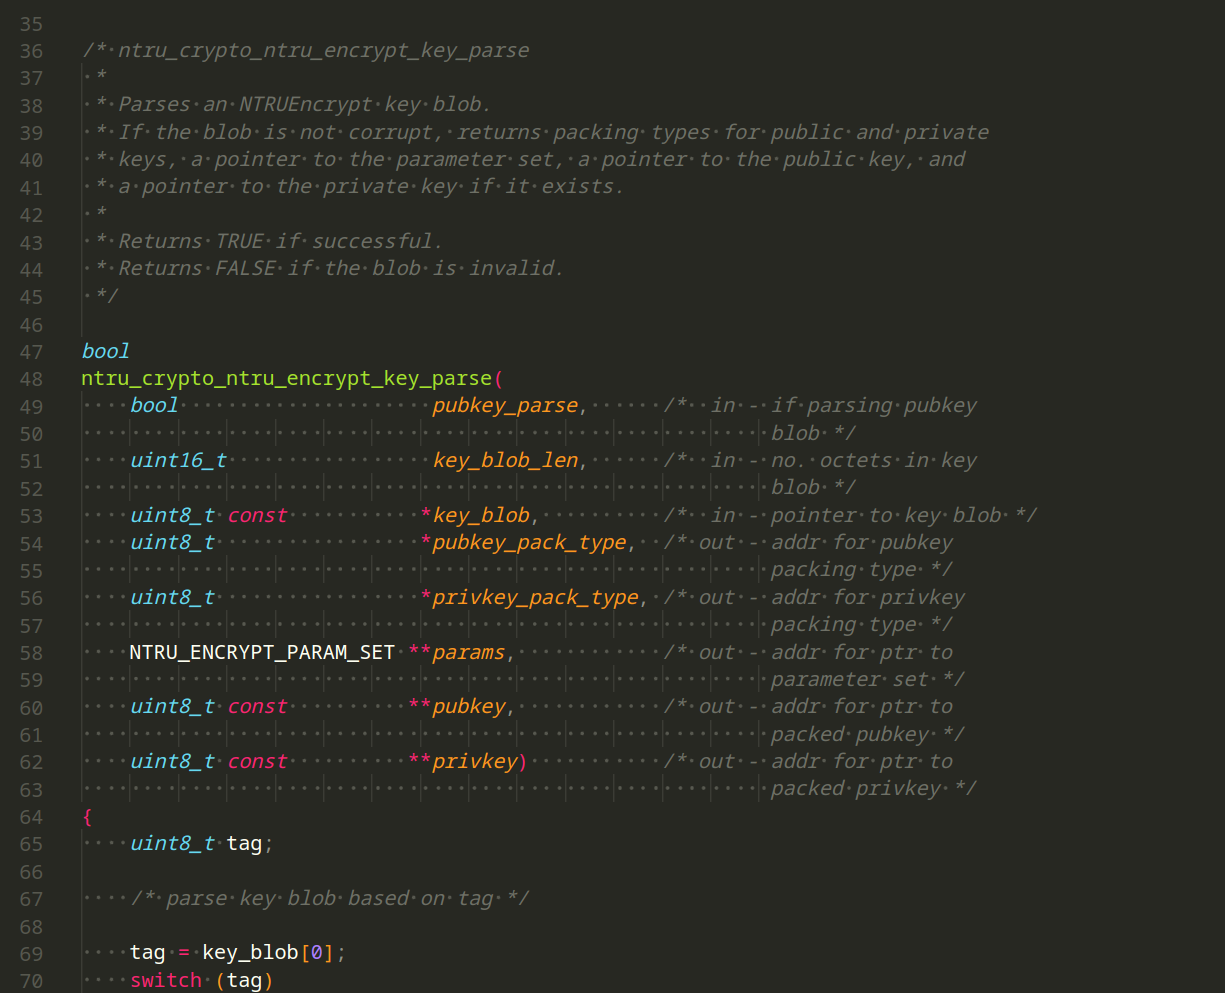 35
36 /* ntru_crypto_ntru_encrypt_key_parse
37 *
38 * Parses an NTRUEncrypt key blob.
39 * If the blob is not corrupt, returns packing types for public and private
40 * keys, a pointer to the parameter set, a pointer to the public key, and
41 * a pointer to the private key if it exists.
42 *
43 * Returns TRUE if successful.
44 * Returns FALSE if the blob is invalid.
45 */
46
47 bool
48 ntru_crypto_ntru_encrypt_key_parse(
49     bool                     pubkey_parse,       /*  in - if parsing pubkey
50                                                          blob */
51     uint16_t                 key_blob_len,       /*  in - no. octets in key
52                                                          blob */
53     uint8_t const           *key_blob,           /*  in - pointer to key blob */
54     uint8_t                 *pubkey_pack_type,   /* out - addr for pubkey
55                                                          packing type */
56     uint8_t                 *privkey_pack_type,  /* out - addr for privkey
57                                                          packing type */
58     NTRU_ENCRYPT_PARAM_SET **params,             /* out - addr for ptr to
59                                                          parameter set */
60     uint8_t const          **pubkey,             /* out - addr for ptr to
61                                                          packed pubkey */
62     uint8_t const          **privkey)            /* out - addr for ptr to
63                                                          packed privkey */
64 {
65     uint8_t tag;
66
67     /* parse key blob based on tag */
68
69     tag = key_blob[0];
70     switch (tag)